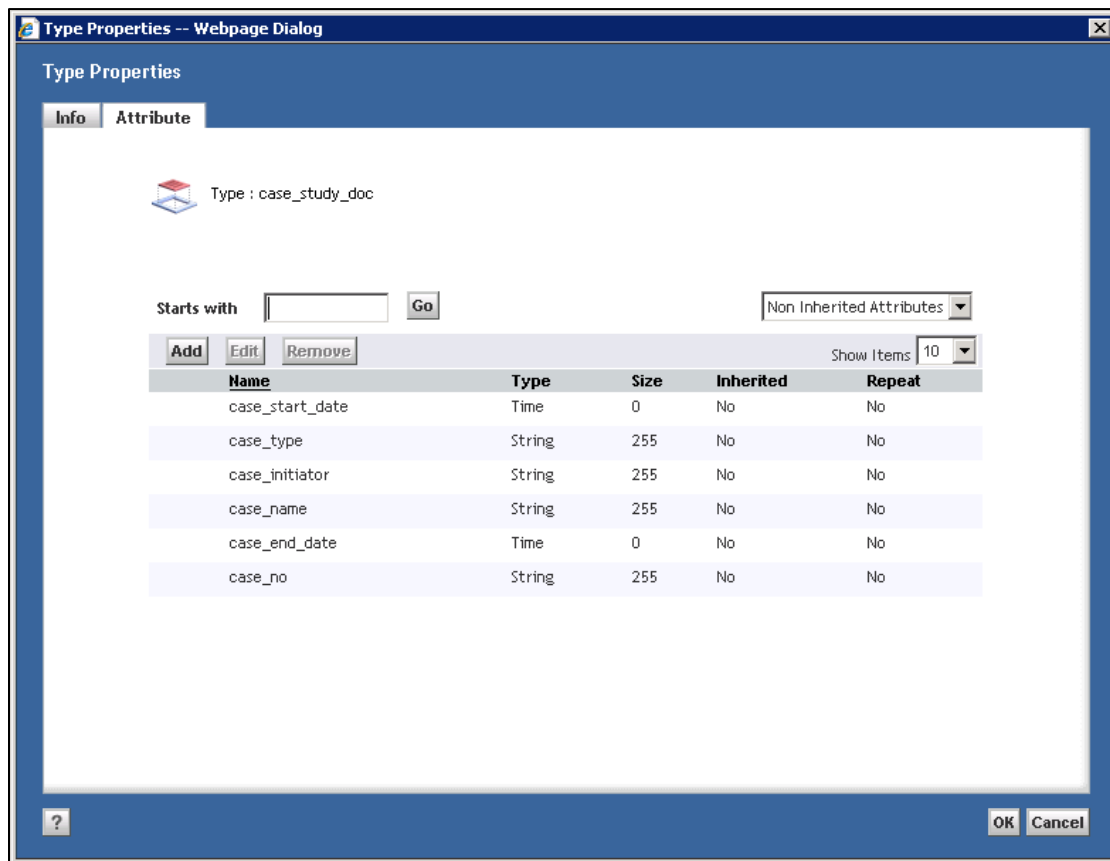 Type Properties -- Webpage Dialog
Type Properties
Info Attribute
Type : case_study_doc
Starts with Go Non Inherited Attributes
Add Edit Remove Show Items 10
Name Type Size Inherited Repeat
case_start_date Time 0 No No
case_type String 255 No No
case_initiator String 255 No No
case_name String 255 No No
case_end_date Time 0 No No
case_no String 255 No No
? OK Cancel